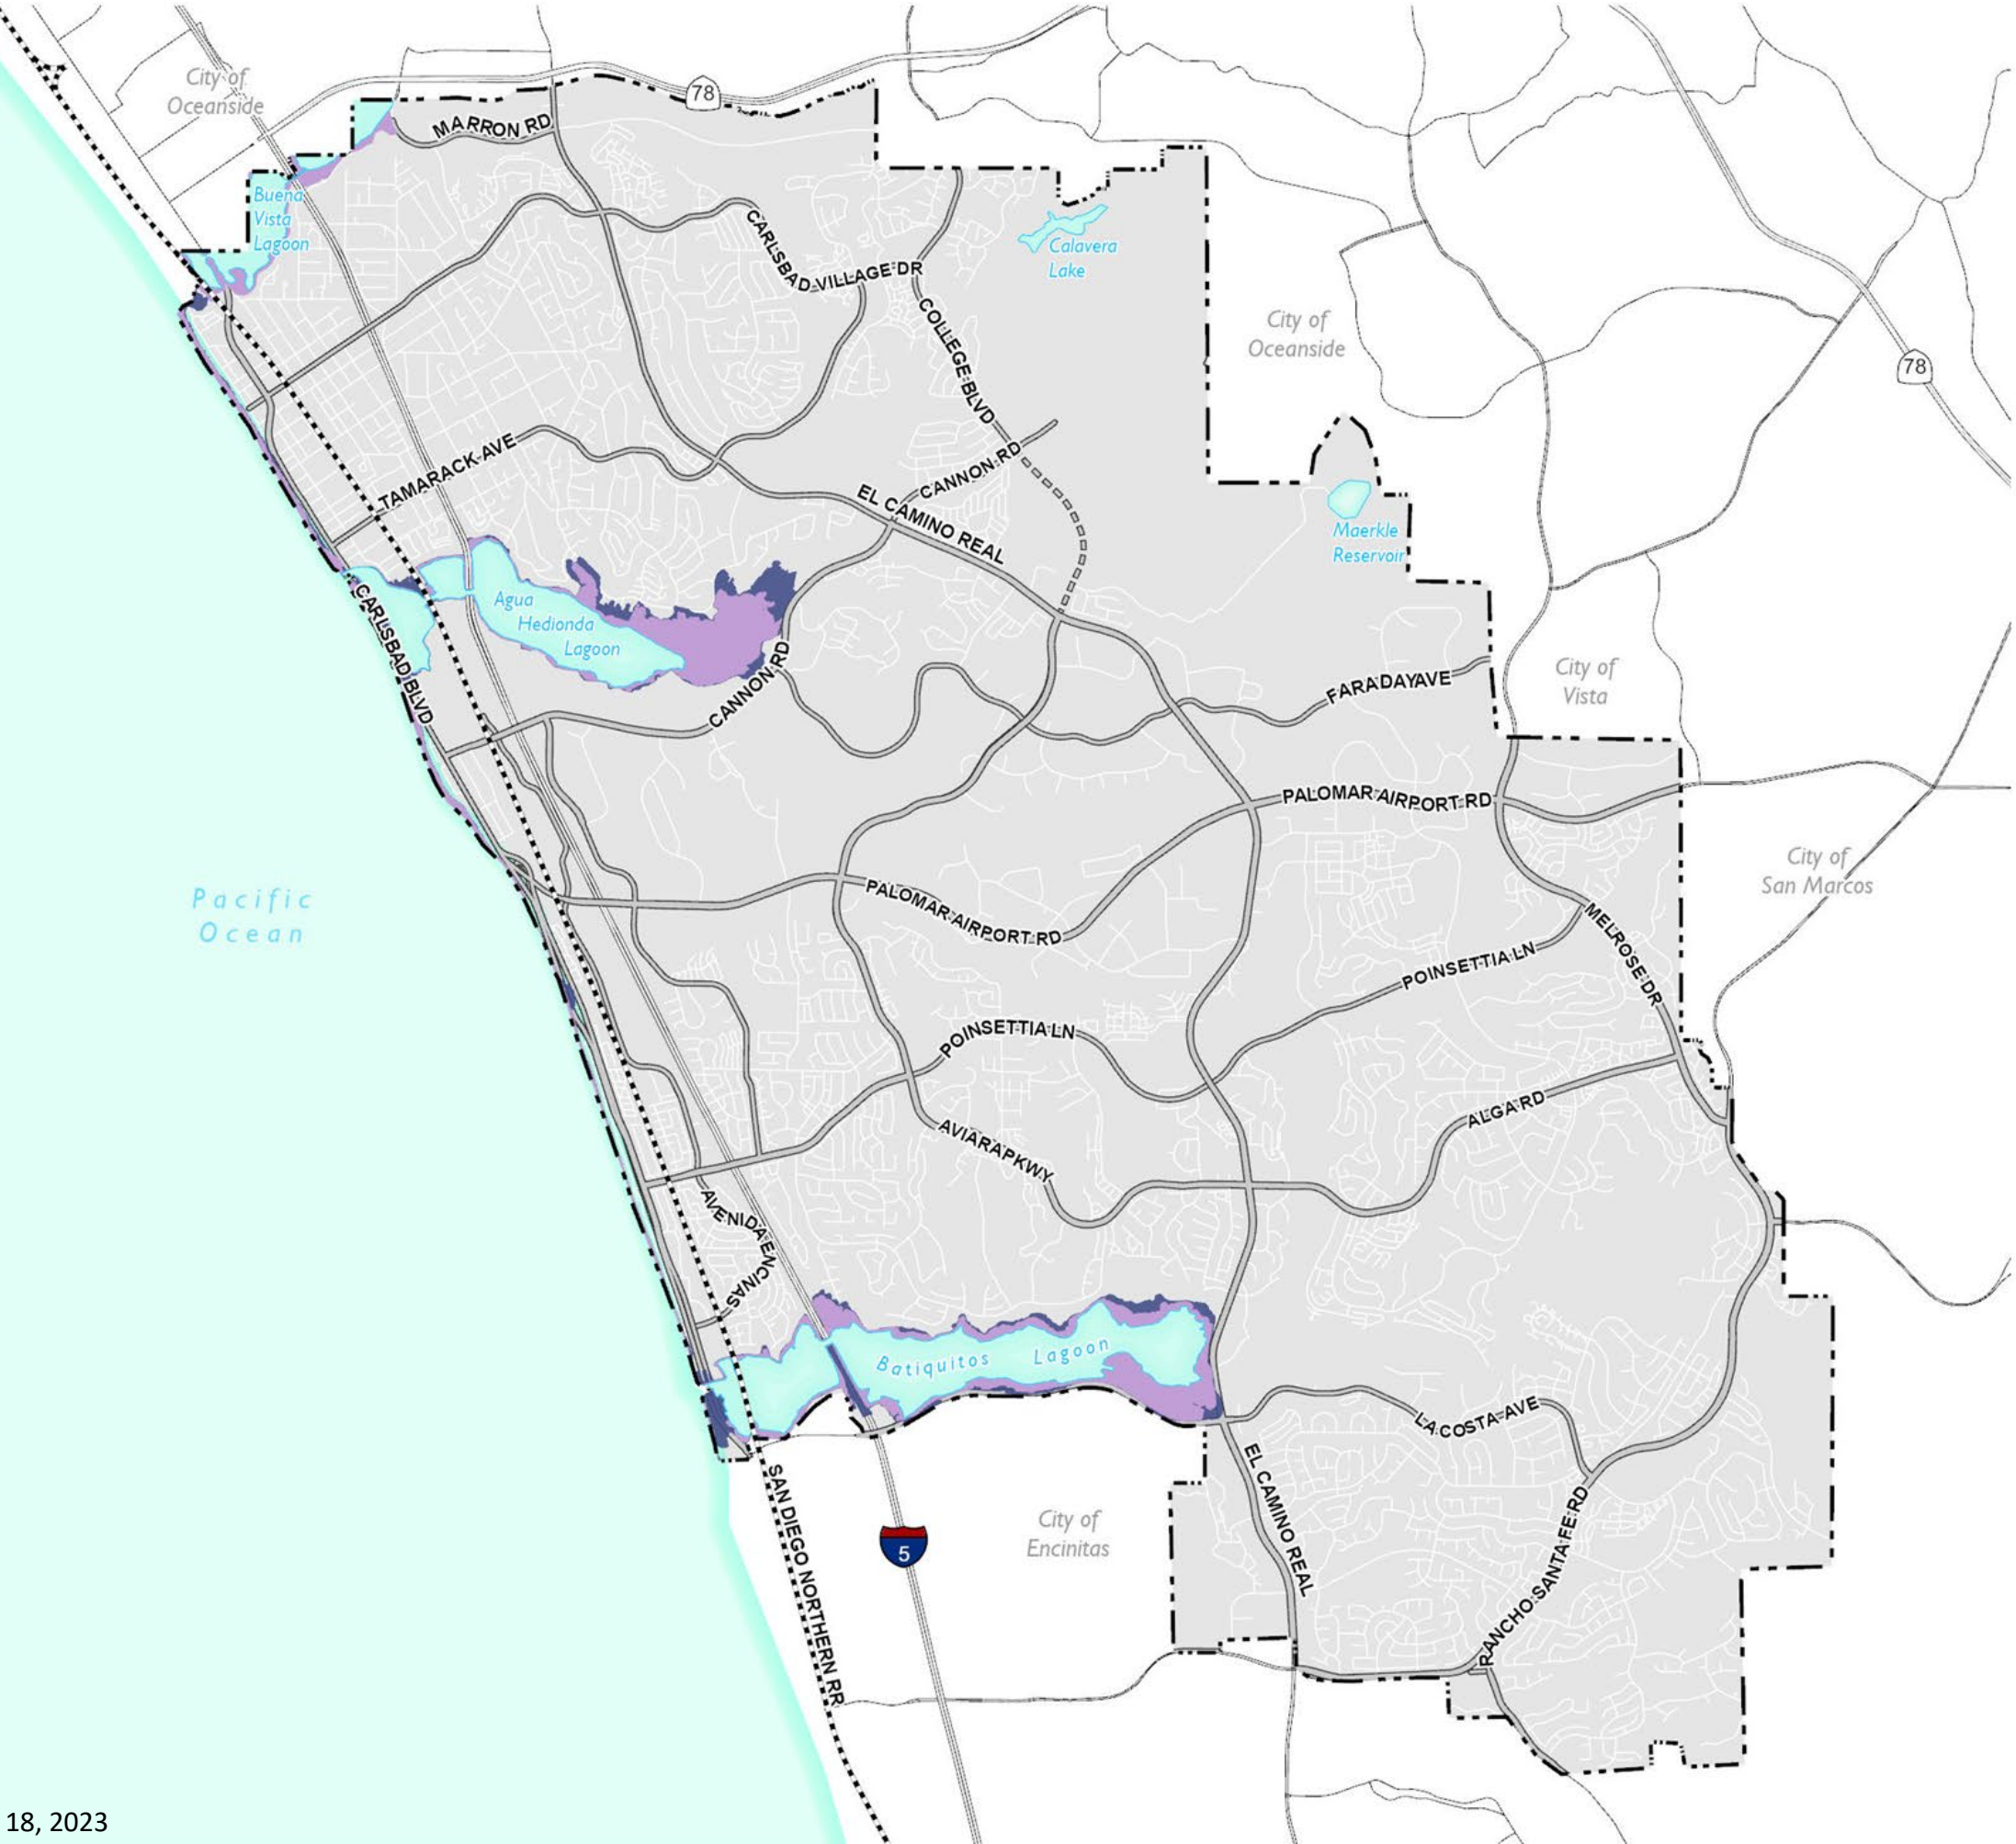 City of
Oceanside
78
MARRON RD
Buena
Vista
Lagoon
CARLSBAD VILLAGE DR
Calavera
Lake
COLLEGE BLVD
City of
Oceanside
78
TAMARACK AVE
CANNON RD
EL CAMINO REAL
Maerkle
Reservoir
Agua
Hedionda
Lagoon
CARLSBAD BLVD
CANNON RD
FARADAY AVE
City of
Vista
PALOMAR AIRPORT RD
City of
San Marcos
Pacific
Ocean
PALOMAR AIRPORT RD
MELROSE DR
POINSETTIA LN
POINSETTIA LN
ALGA RD
AVIARA PKWY
AVENIDA ENCINAS
Batiquitos Lagoon
LA COSTA AVE
EL CAMINO REAL
SAN DIEGO NORTHERN RR
City of
Encinitas
5
RANCHO SANTA FE RD
18, 2023